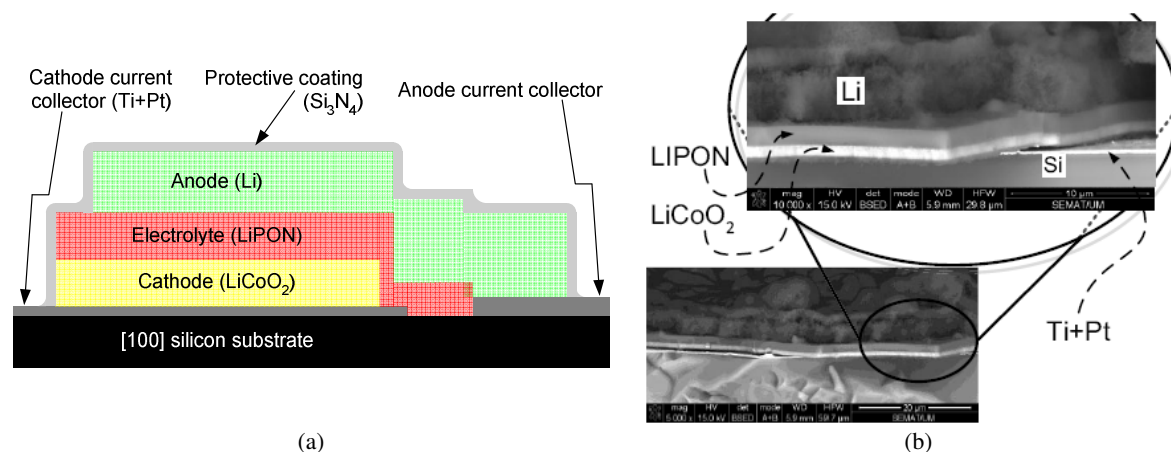 Cathode current
collector (Ti+Pt)
Protective coating
(Si₃N₄)
Anode current collector
Anode (Li)
Electrolyte (LiPON)
Cathode (LiCoO₂)
[100] silicon substrate
(a)
Li
LIPON
LiCoO₂
Si
Ti+Pt
mag HV det mode WD HFW 10 µm
10 000 x 15.0 kV BSED A+B 5.9 mm 29.8 µm SEMAT/UM
mag HV det mode WD HFW 20 µm
5 000 x 15.0 kV BSED A+B 5.9 mm 59.7 µm SEMAT/UM
(b)